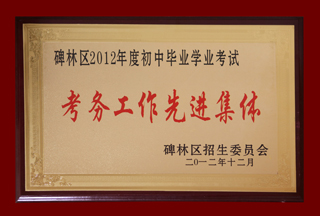 碑林区2012年度初中毕业学业考试
考务工作先进集体
碑林区招生委员会
二〇一二年十二月